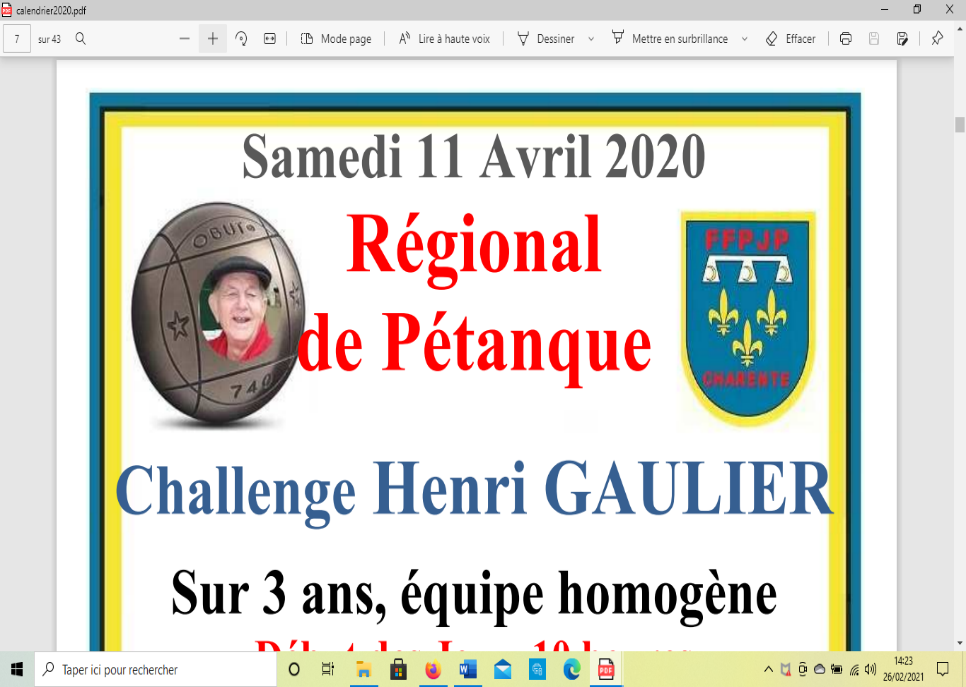 calendrier2020.pdf
7 sur 43 Mode page Lire à haute voix Dessiner Mettre en surbrillance Effacer
Samedi 11 Avril 2020
OBUT
740
Régional
de Pétanque
FFPJP
CHARENTE
Challenge Henri GAULIER
Sur 3 ans, équipe homogène
Taper ici pour rechercher
14:23
26/02/2021